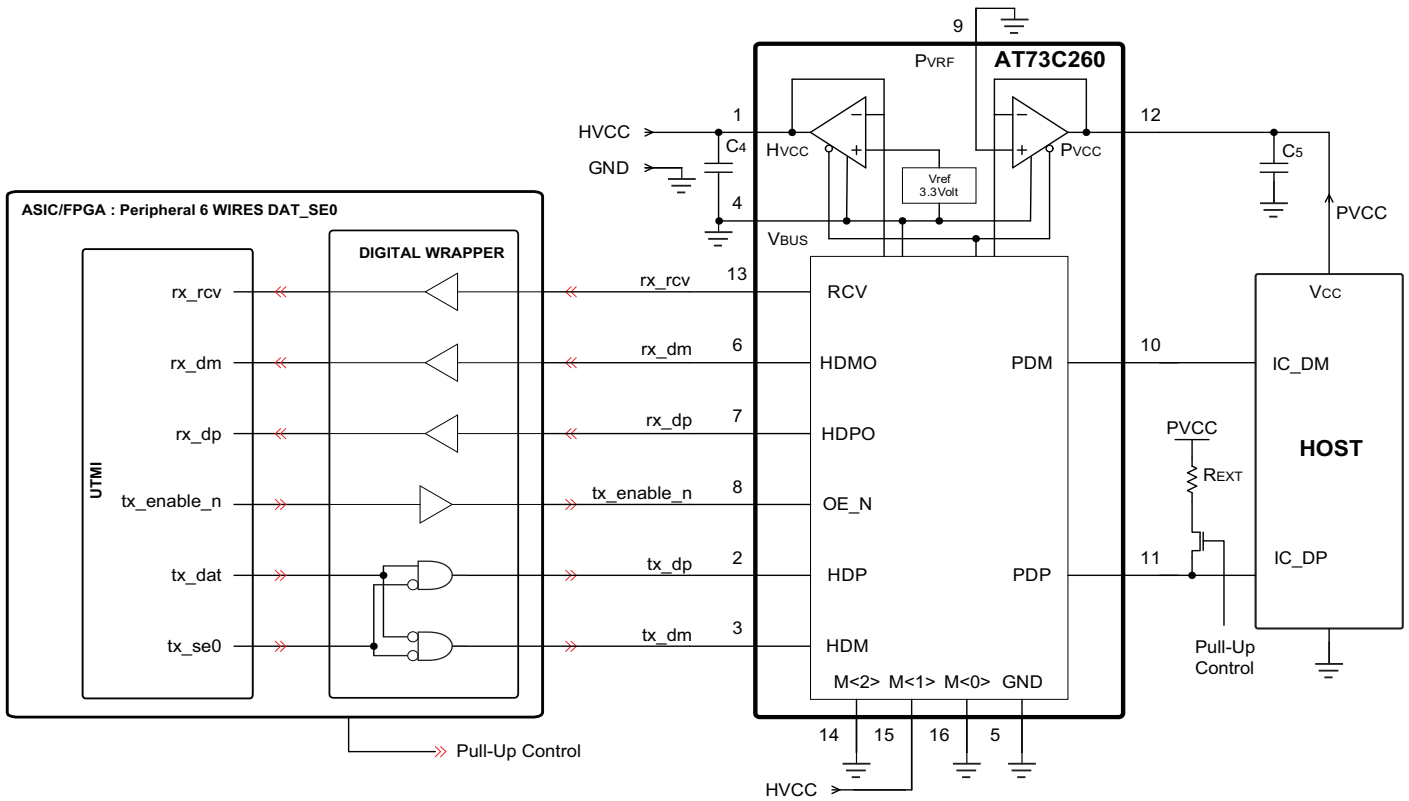 9
PVRF
AT73C260
HVCC
1
C4
HVCC
PVCC
12
C5
GND
Vref
3.3Volt
4
VBUS
PVCC
ASIC/FPGA : Peripheral 6 WIRES DAT_SE0
DIGITAL WRAPPER
UTMI
rx_rcv
rx_rcv
13
RCV
VCC
rx_dm
rx_dm
6
HDMO
PDM
10
IC_DM
rx_dp
rx_dp
7
HDPO
PVCC
HOST
REXT
tx_enable_n
tx_enable_n
8
OE_N
tx_dat
tx_dp
2
HDP
PDP
11
IC_DP
tx_se0
tx_dm
3
HDM
Pull-Up
Control
M<2> M<1> M<0> GND
14
15
16
5
Pull-Up Control
HVCC